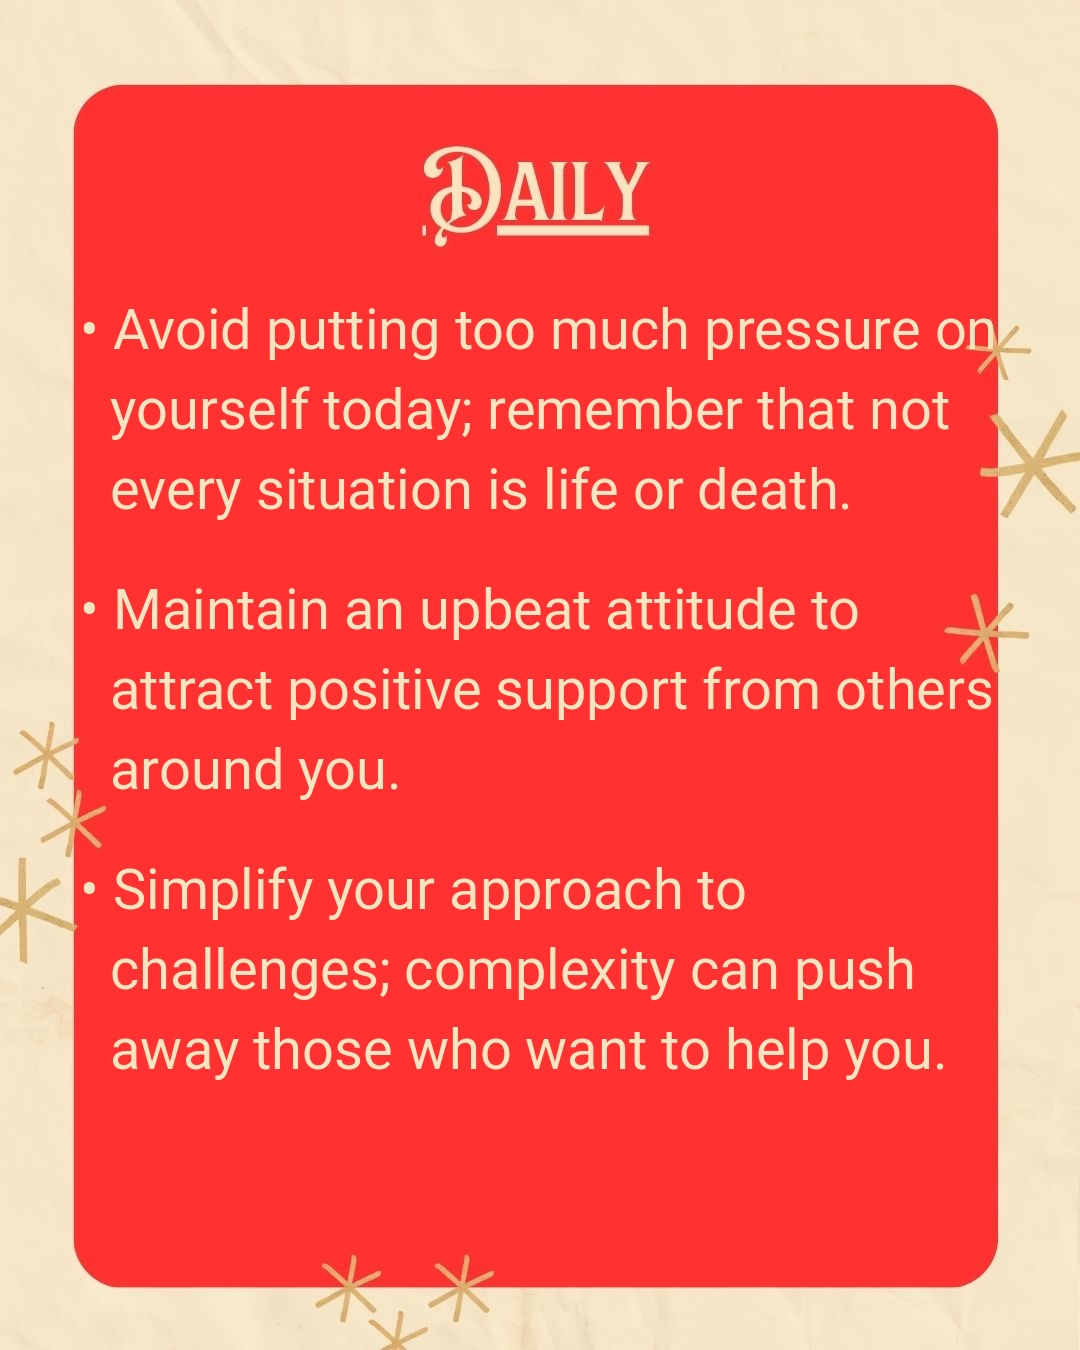 Daily
• Avoid putting too much pressure on
yourself today; remember that not
every situation is life or death.
• Maintain an upbeat attitude to
attract positive support from others
around you.
• Simplify your approach to
challenges; complexity can push
away those who want to help you.